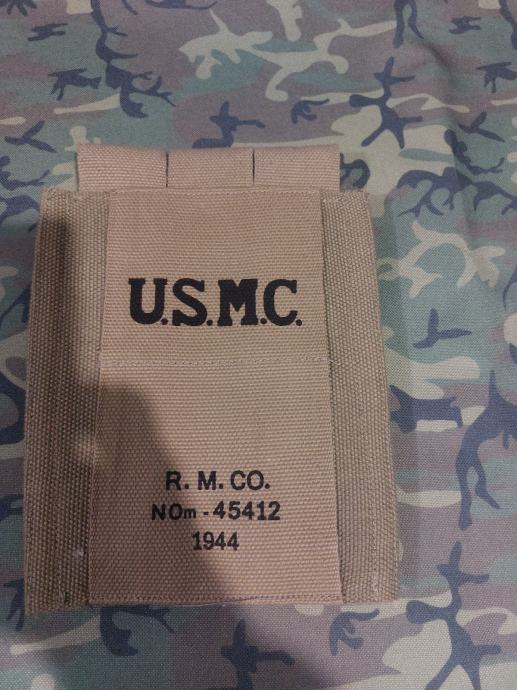 U.S.M.C.
R. M. CO.
NOm - 45412
1944